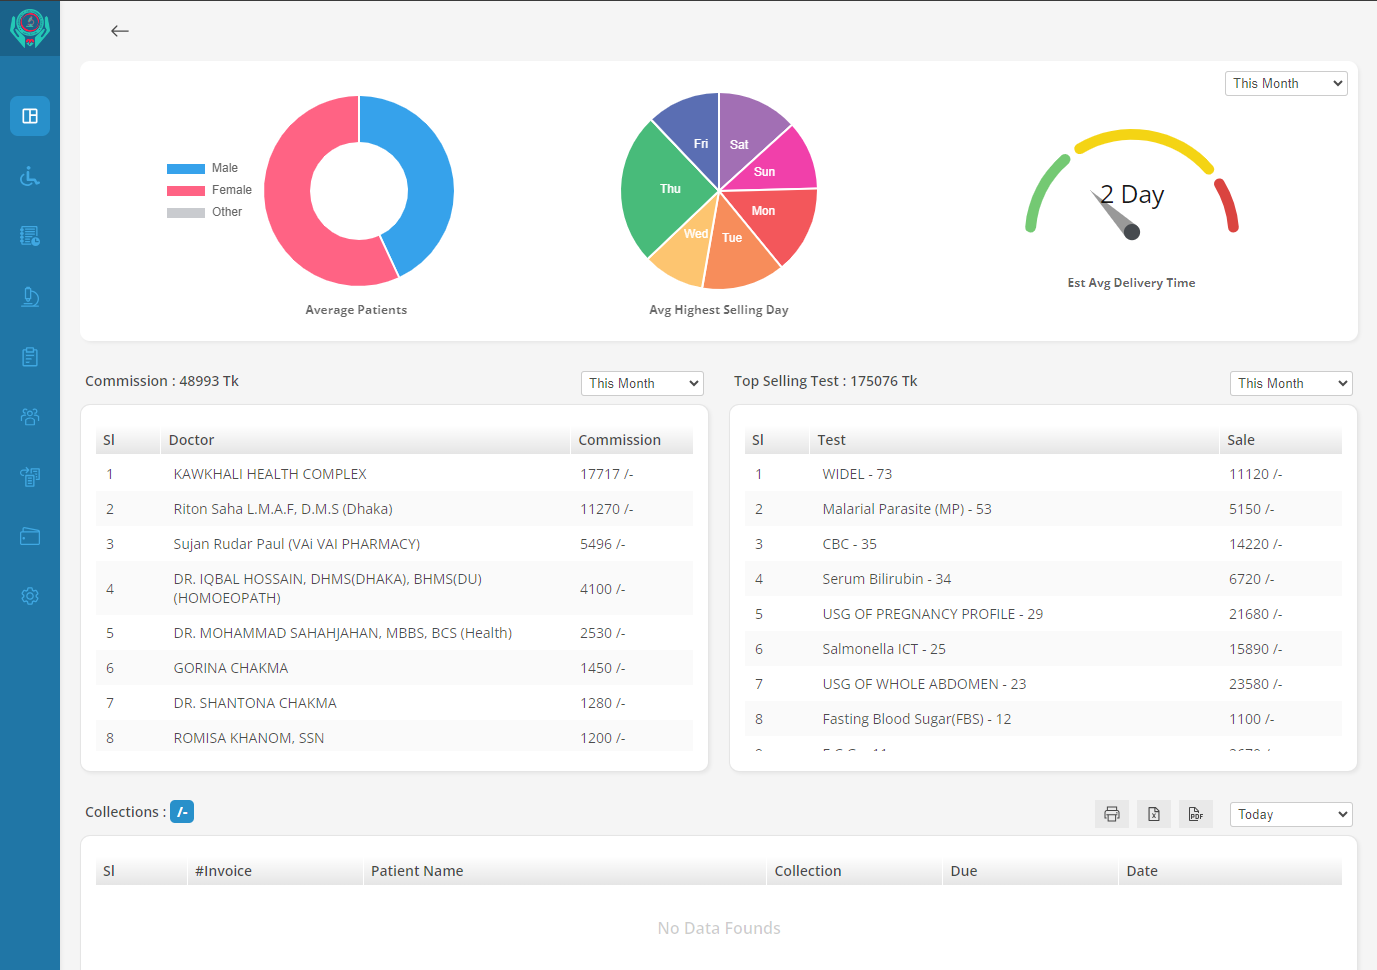 This Month
Male
Female
Other
Fri
Sat
Sun
Mon
Tue
Wed
Thu
2 Day
Average Patients
Avg Highest Selling Day
Est Avg Delivery Time
Commission : 48993 Tk
This Month
Sl Doctor Commission
1 KAWKHALI HEALTH COMPLEX 17717 /-
2 Riton Saha L.M.A.F, D.M.S (Dhaka) 11270 /-
3 Sujan Rudar Paul (VAi VAI PHARMACY) 5496 /-
4 DR. IQBAL HOSSAIN, DHMS(DHAKA), BHMS(DU) (HOMOEOPATH) 4100 /-
5 DR. MOHAMMAD SAHAHJAHAN, MBBS, BCS (Health) 2530 /-
6 GORINA CHAKMA 1450 /-
7 DR. SHANTONA CHAKMA 1280 /-
8 ROMISA KHANOM, SSN 1200 /-
Top Selling Test : 175076 Tk
This Month
Sl Test Sale
1 WIDEL - 73 11120 /-
2 Malarial Parasite (MP) - 53 5150 /-
3 CBC - 35 14220 /-
4 Serum Bilirubin - 34 6720 /-
5 USG OF PREGNANCY PROFILE - 29 21680 /-
6 Salmonella ICT - 25 15890 /-
7 USG OF WHOLE ABDOMEN - 23 23580 /-
8 Fasting Blood Sugar(FBS) - 12 1100 /-
Collections : /-
PDF
Today
Sl #Invoice Patient Name Collection Due Date
No Data Founds